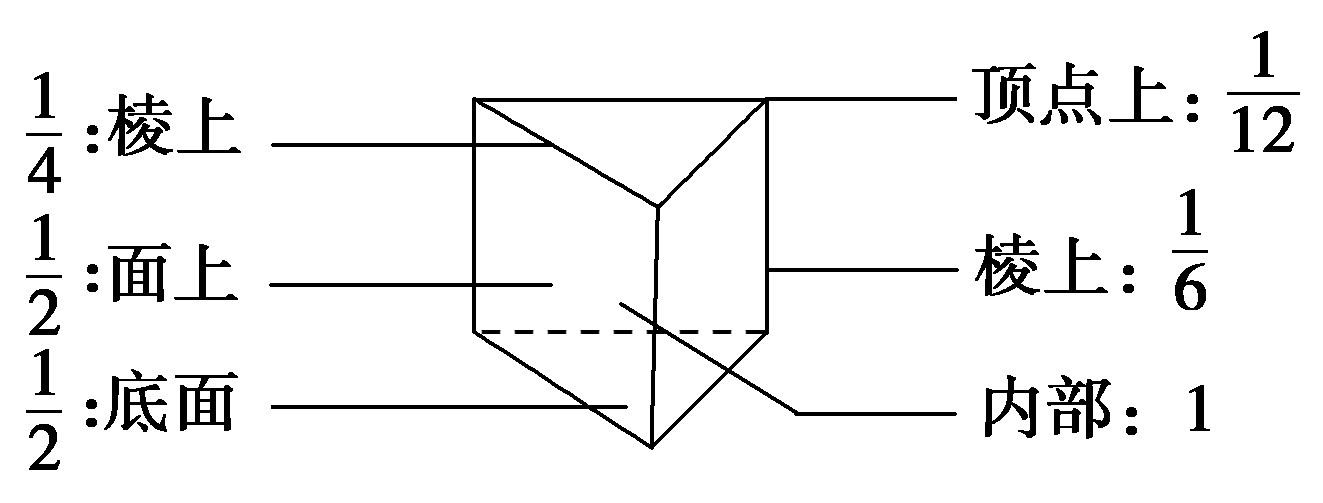 1/4:棱上
1/2:面上
1/2:底面
顶点上：1/12
棱上：1/6
内部：1